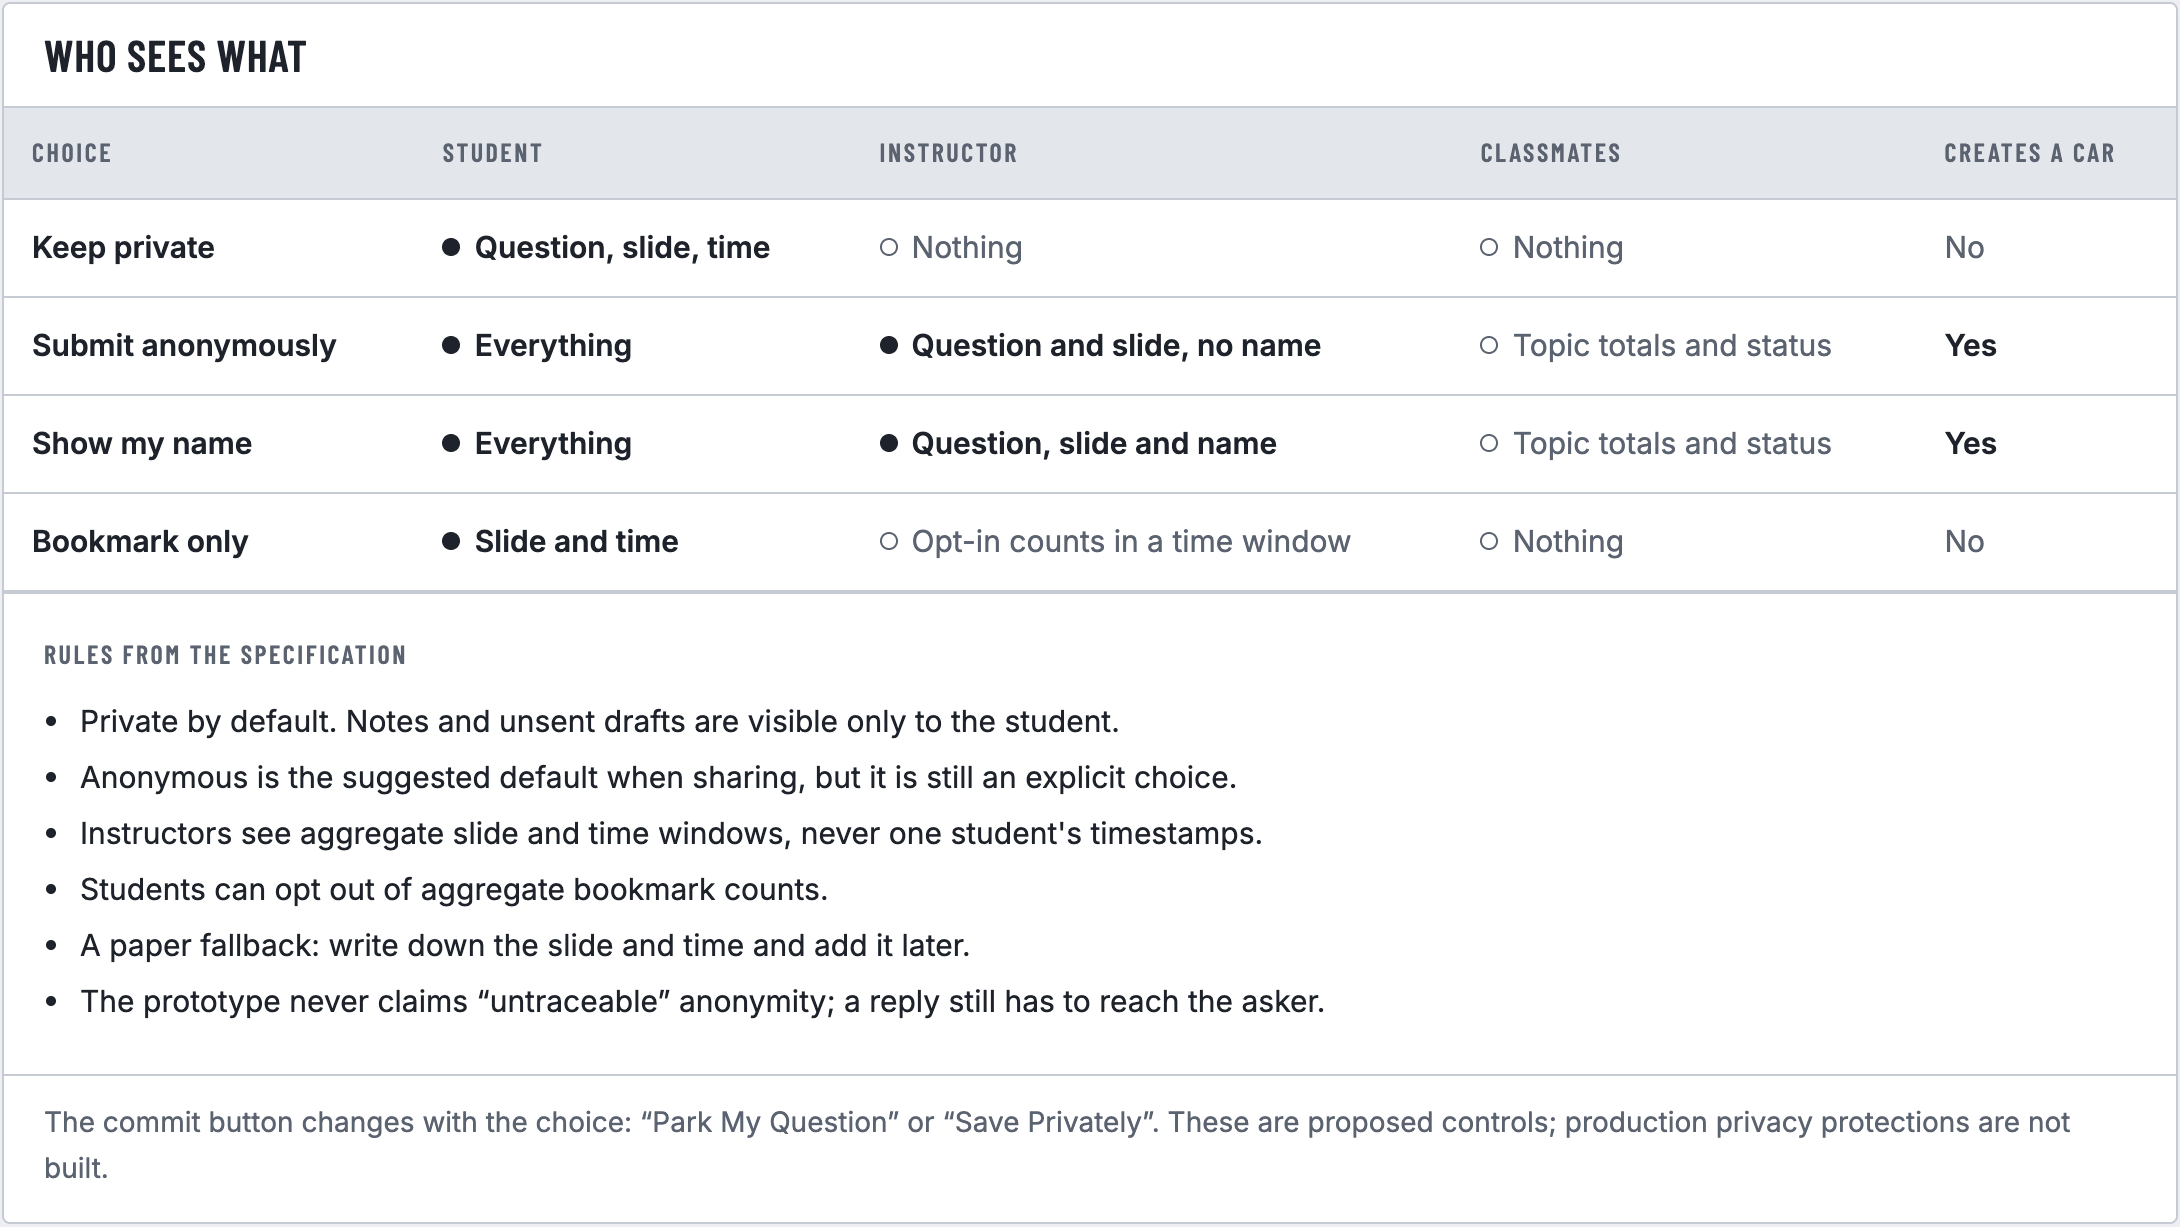 WHO SEES WHAT
CHOICE STUDENT INSTRUCTOR CLASSMATES CREATES A CAR
Keep private Question, slide, time Nothing Nothing No
Submit anonymously Everything Question and slide, no name Topic totals and status Yes
Show my name Everything Question, slide and name Topic totals and status Yes
Bookmark only Slide and time Opt-in counts in a time window Nothing No
RULES FROM THE SPECIFICATION
• Private by default. Notes and unsent drafts are visible only to the student.
• Anonymous is the suggested default when sharing, but it is still an explicit choice.
• Instructors see aggregate slide and time windows, never one student's timestamps.
• Students can opt out of aggregate bookmark counts.
• A paper fallback: write down the slide and time and add it later.
• The prototype never claims “untraceable” anonymity; a reply still has to reach the asker.
The commit button changes with the choice: “Park My Question” or “Save Privately”. These are proposed controls; production privacy protections are not
built.